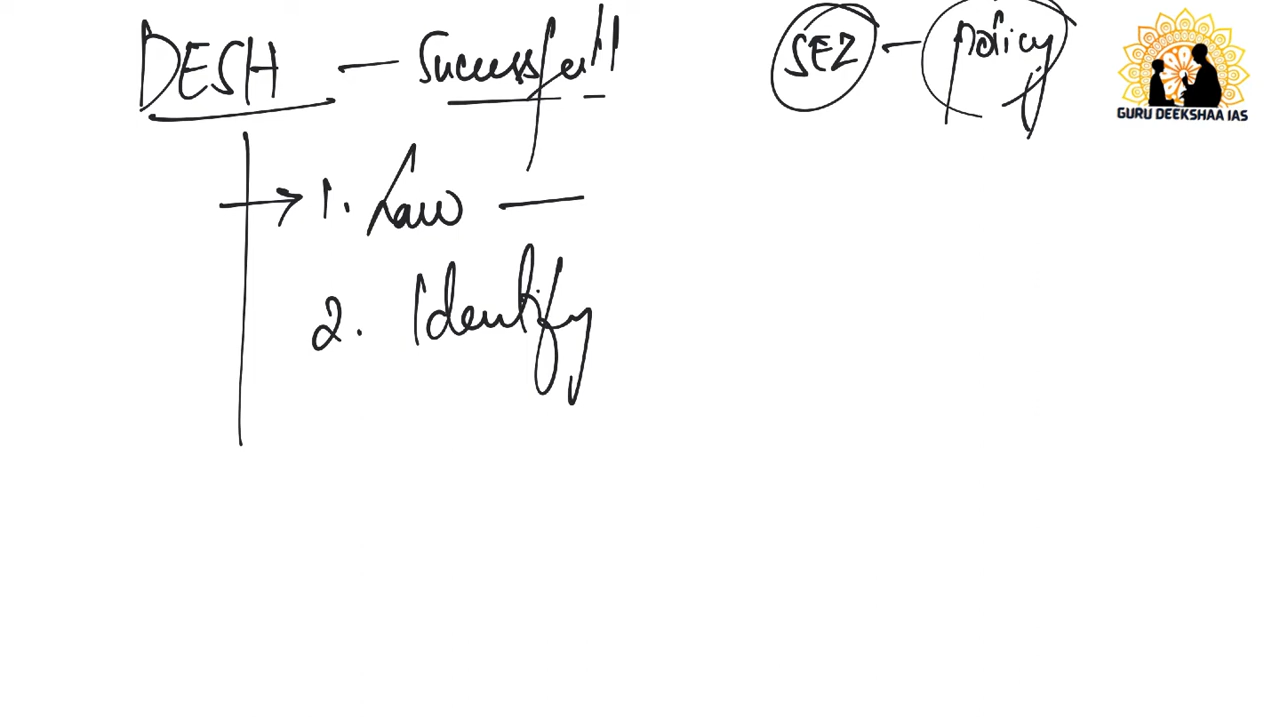 DESH — Successful
SEZ — Policy
GURU DEEKSHAA IAS
→ 1. Law —
2. Identify